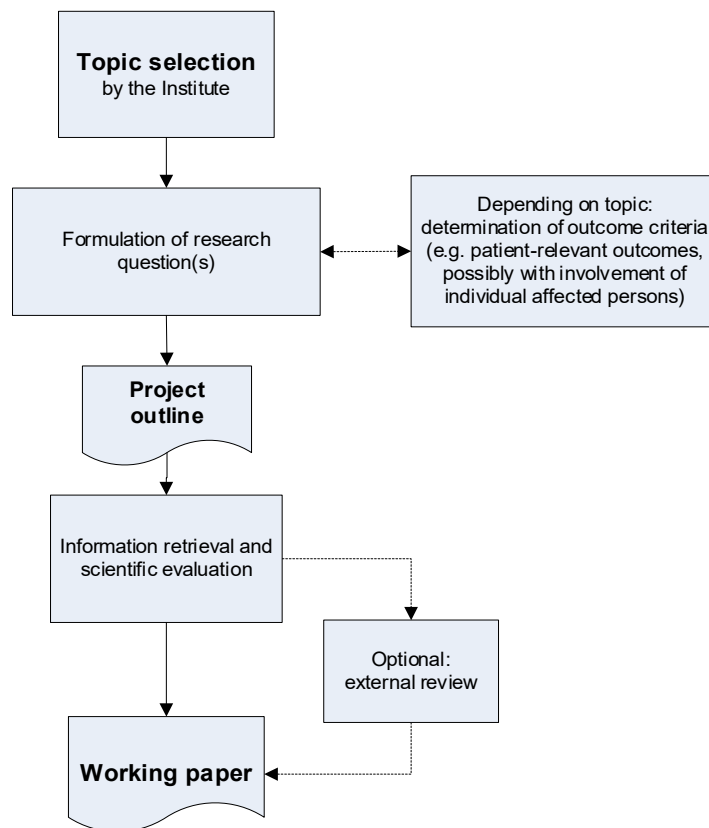 Topic selection
by the Institute
Formulation of research
question(s)
Depending on topic:
determination of outcome criteria
(e.g. patient-relevant outcomes,
possibly with involvement of
individual affected persons)
Project
outline
Information retrieval and
scientific evaluation
Optional:
external review
Working paper